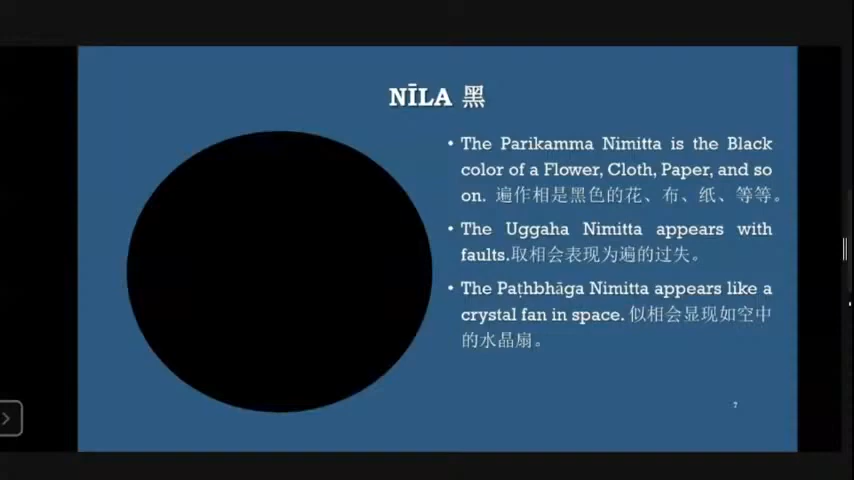 NĪLA 黑
• The Parikamma Nimitta is the Black
color of a Flower, Cloth, Paper, and so
on. 遍作相是黑色的花、布、纸、等等。
• The Uggaha Nimitta appears with
faults.取相会表现为遍的过失。
• The Paṭhbhāga Nimitta appears like a
crystal fan in space. 似相会显现如空中
的水晶扇。
7